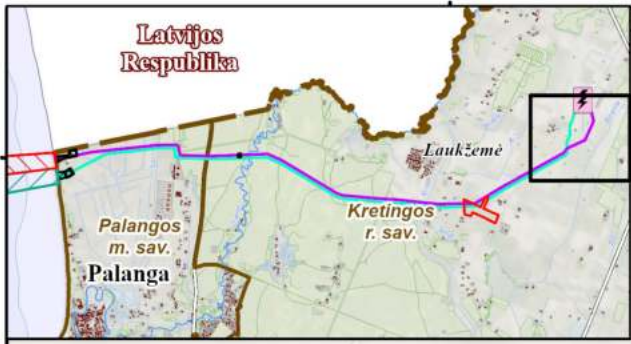 Latvijos
Respublika
Laukžemė
Palangos
m. sav.
Kretingos
r. sav.
Palanga